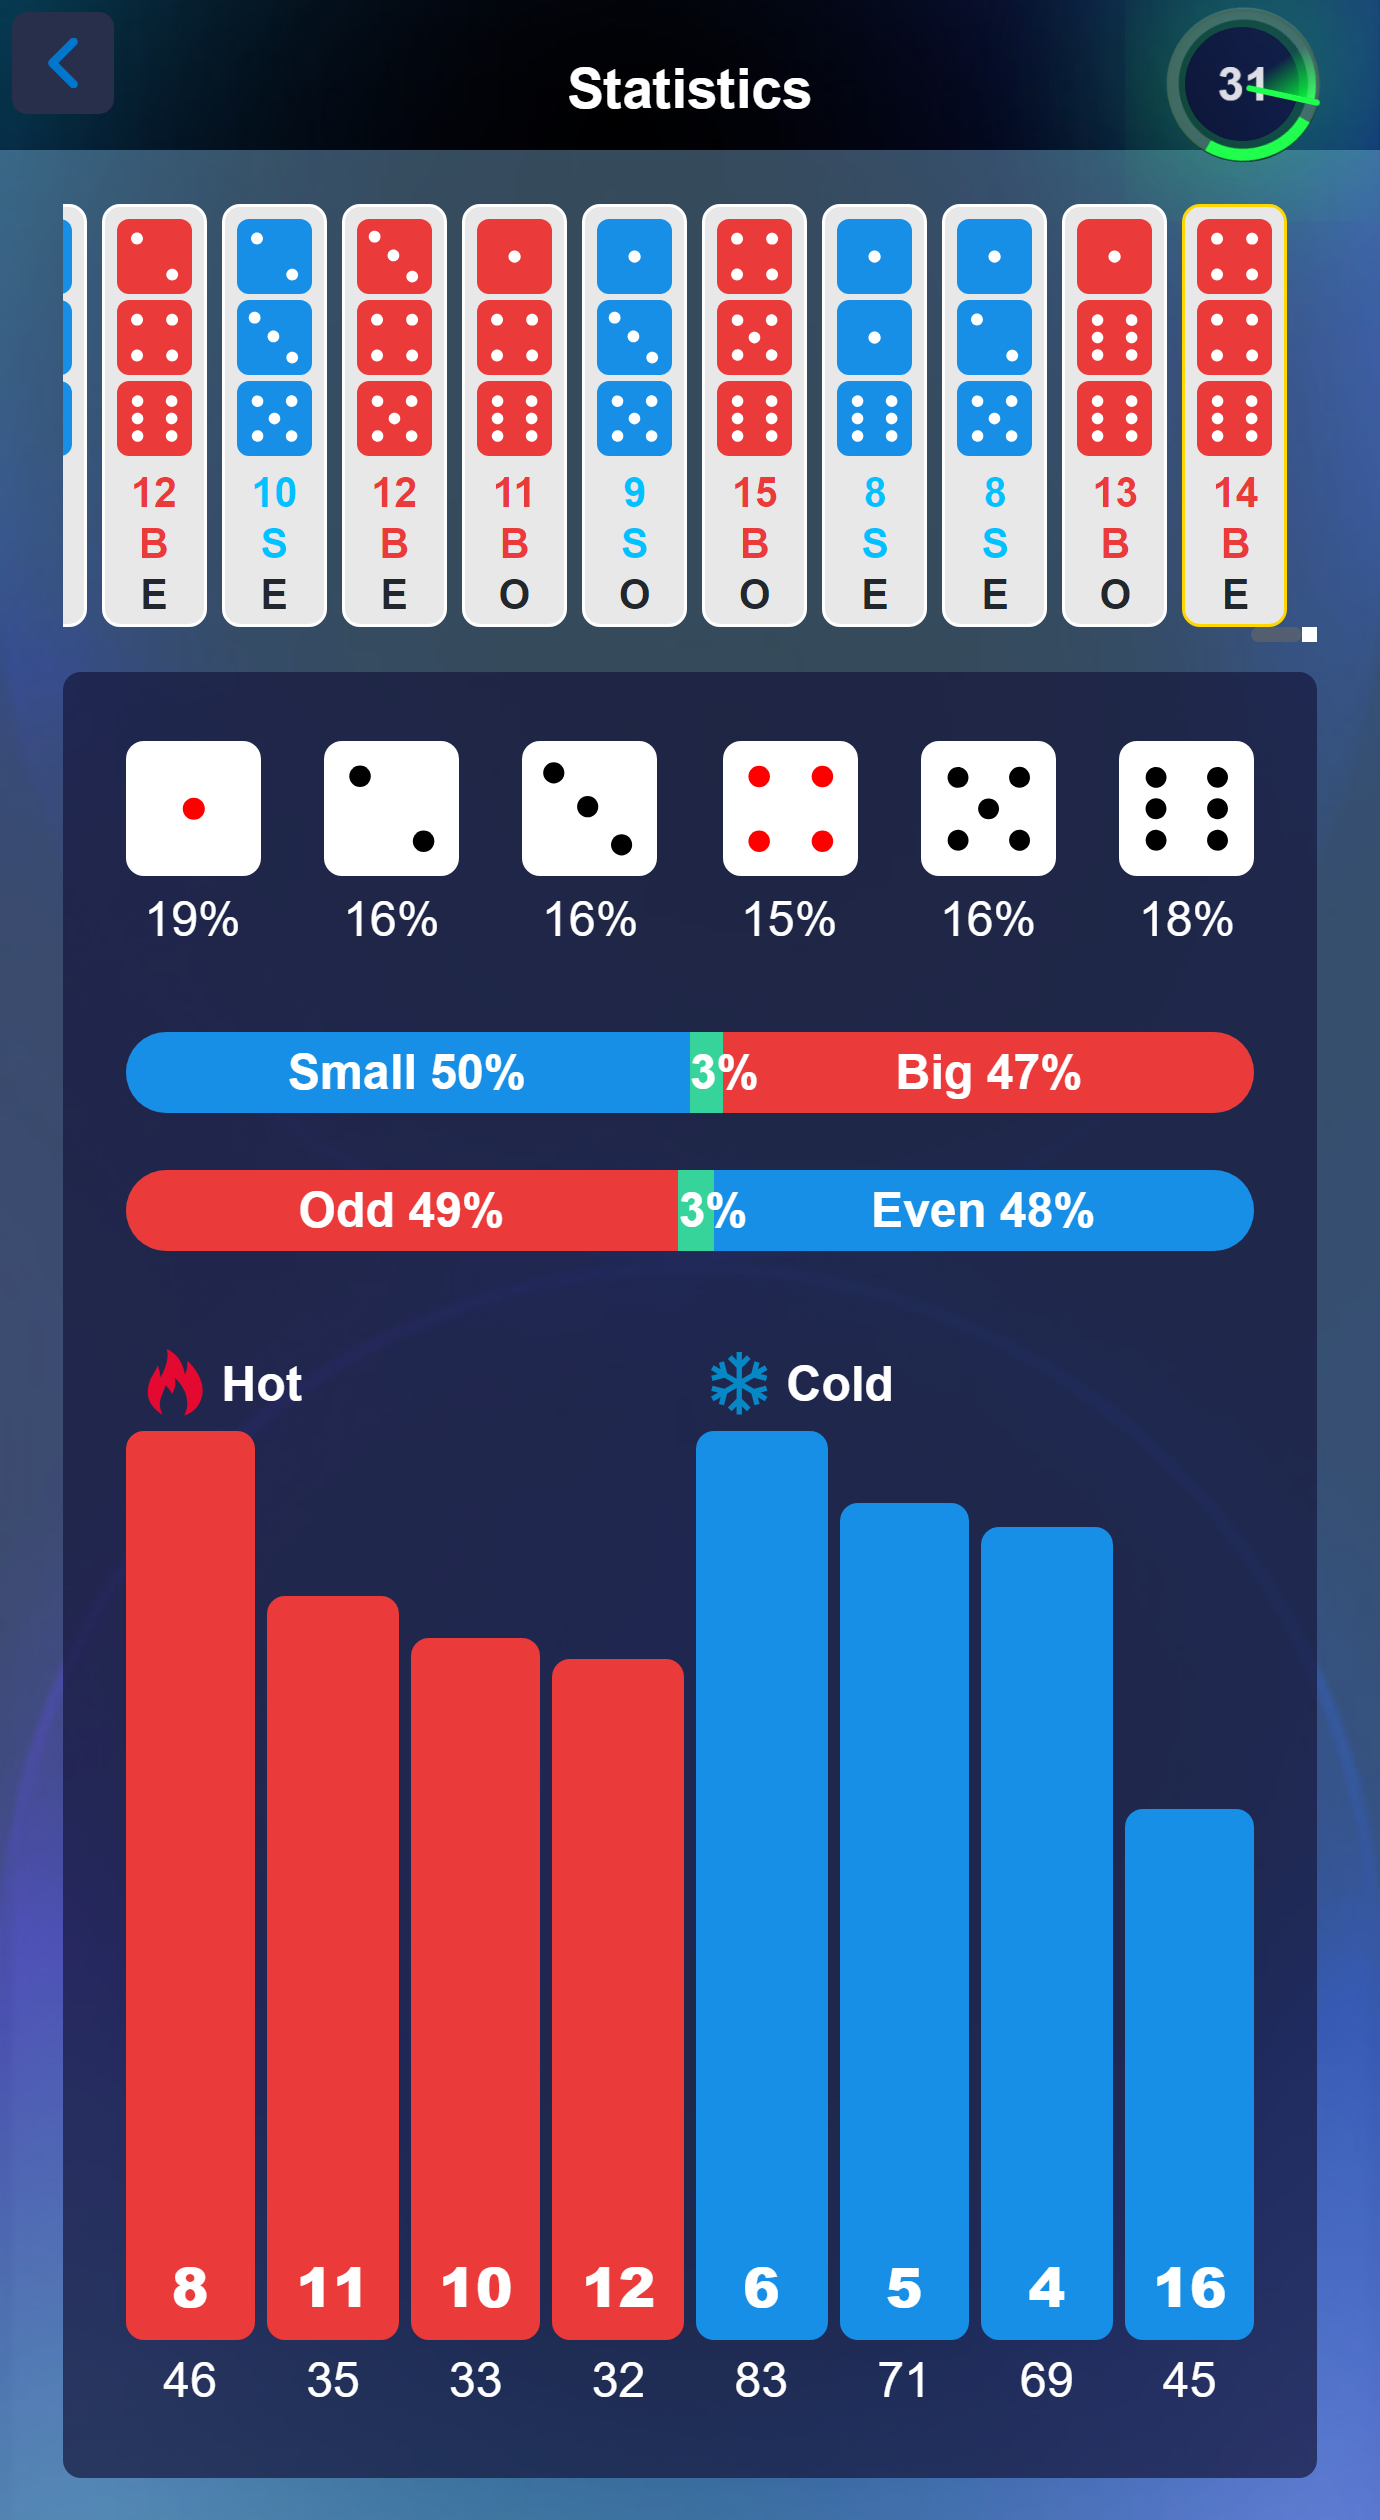 Statistics
31
12 10 12 11 9 15 8 8 13 14
B S B B S B S S B B
E E E O O O E E O E
19% 16% 16% 15% 16% 18%
Small 50% 3% Big 47%
Odd 49% 3% Even 48%
Hot Cold
8 11 10 12 6 5 4 16
46 35 33 32 83 71 69 45